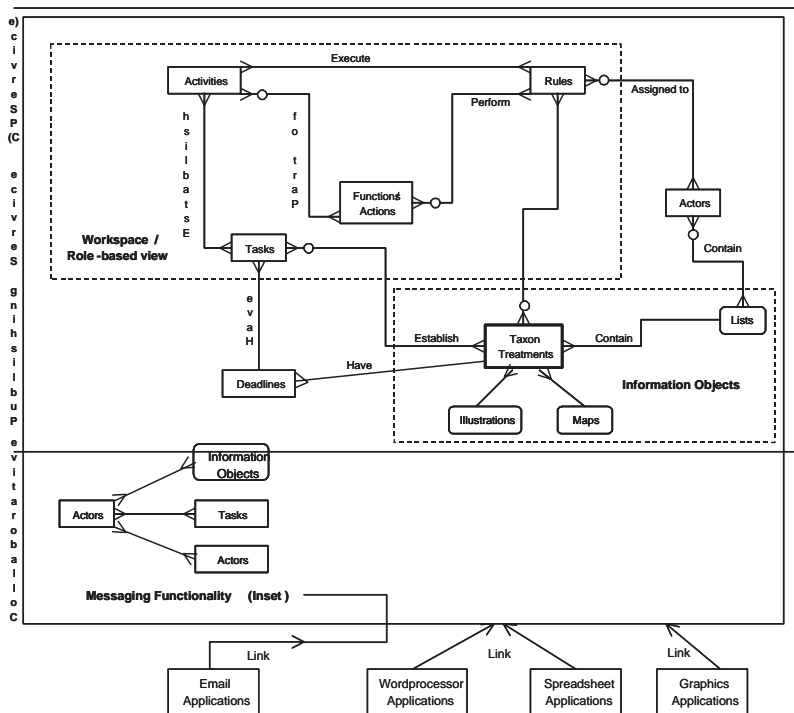 Collaborative Publishing Service (CPService)
Execute
Activities
Rules
Assigned to
Perform
Establish
Part of
Functions/
Actions
Actors
Workspace /
Role -based view
Tasks
Contain
Have
Lists
Establish
Taxon
Treatments
Contain
Have
Deadlines
Information Objects
Illustrations
Maps
Information
Objects
Actors
Tasks
Actors
Messaging Functionality (Inset )
Link
Link
Link
Email
Applications
Wordprocessor
Applications
Spreadsheet
Applications
Graphics
Applications